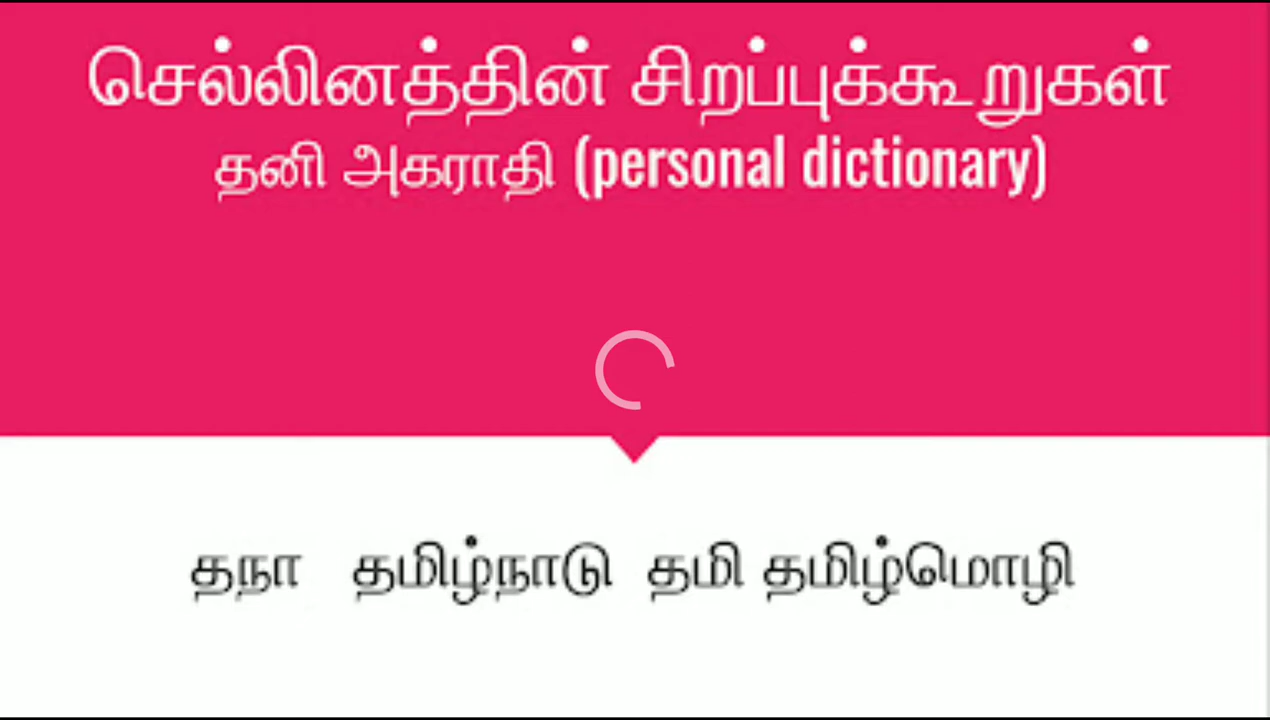 செல்லினத்தின் சிறப்புக்கூறுகள்
தனி அகராதி (personal dictionary)
தநா தமிழ்நாடு தமி தமிழ்மொழி